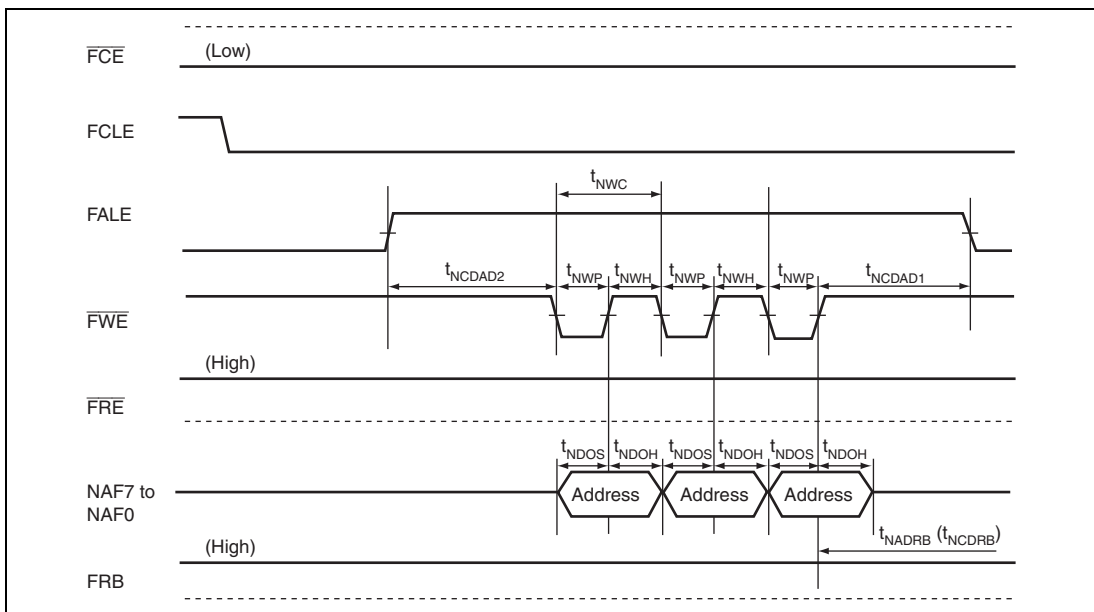 FCE (Low)
FCLE
tNWC
FALE
tNCDAD2 tNWP tNWH tNWP tNWH tNWP tNCDAD1
FWE
(High)
FRE
tNDOS tNDOH tNDOS tNDOH tNDOS tNDOH
NAF7 to
NAF0
Address Address Address
tNADRB (tNCDRB)
(High)
FRB